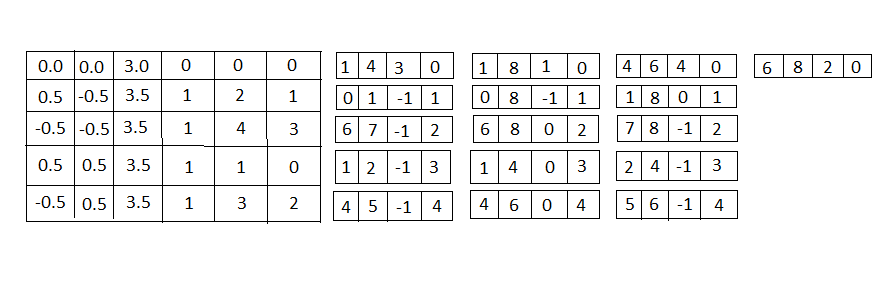 0.0 0.0 3.0 0 0 0 1 4 3 0 1 8 1 0 4 6 4 0 6 8 2 0
0.5 -0.5 3.5 1 2 1 0 1 -1 1 0 8 -1 1 1 8 0 1
-0.5 -0.5 3.5 1 4 3 6 7 -1 2 6 8 0 2 7 8 -1 2
0.5 0.5 3.5 1 1 0 1 2 -1 3 1 4 0 3 2 4 -1 3
-0.5 0.5 3.5 1 3 2 4 5 -1 4 4 6 0 4 5 6 -1 4